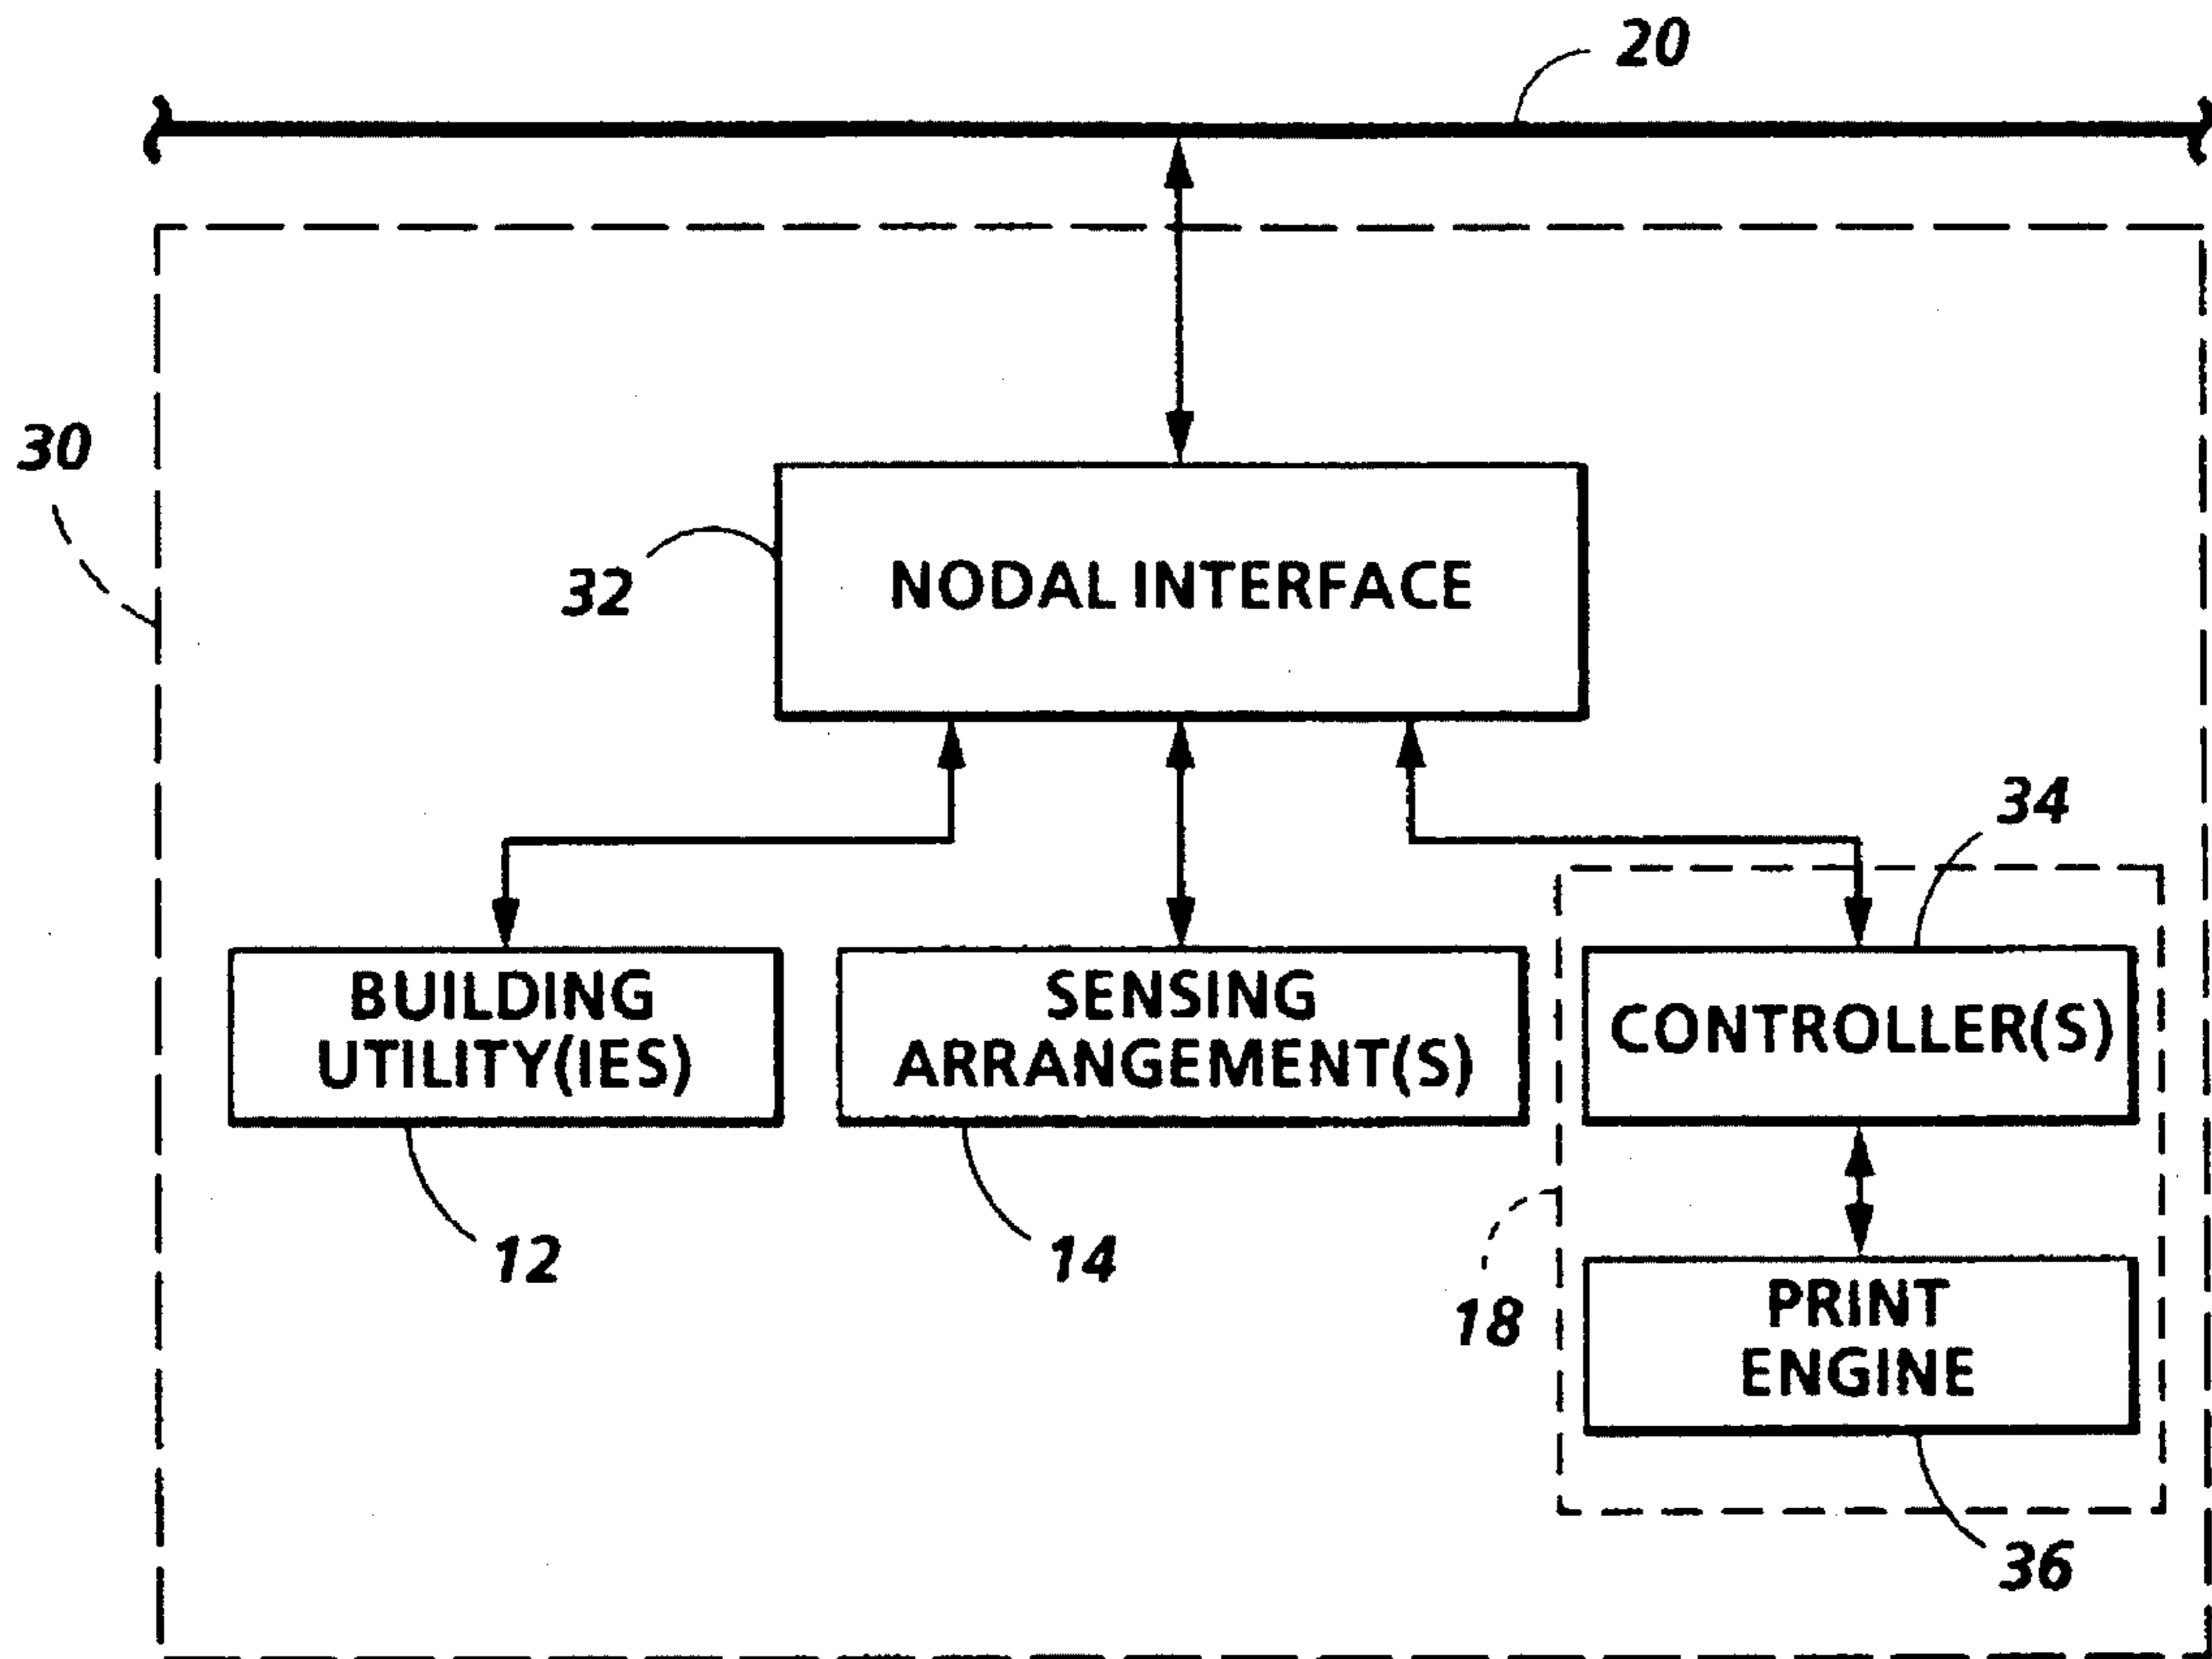 20
30
32
NODAL INTERFACE
34
BUILDING
UTILITY(IES)
SENSING
ARRANGEMENT(S)
CONTROLLER(S)
12
14
18
PRINT
ENGINE
36